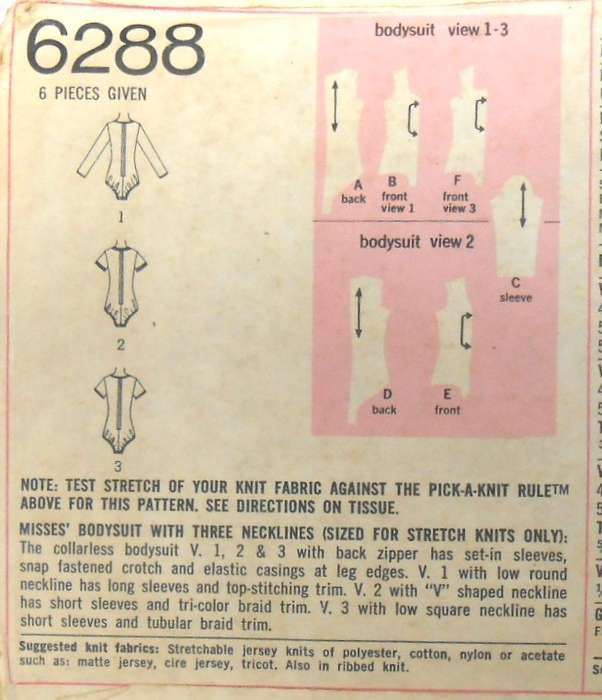 6288
6 PIECES GIVEN
1
2
3
bodysuit view 1-3
A
back
B
front
view 1
F
front
view 3
bodysuit view 2
C
sleeve
D
back
E
front
NOTE: TEST STRETCH OF YOUR KNIT FABRIC AGAINST THE PICK-A-KNIT RULE™
ABOVE FOR THIS PATTERN. SEE DIRECTIONS ON TISSUE.
MISSES' BODYSUIT WITH THREE NECKLINES (SIZED FOR STRETCH KNITS ONLY):
The collarless bodysuit V. 1, 2 & 3 with back zipper has set-in sleeves,
snap fastened crotch and elastic casings at leg edges. V. 1 with low round
neckline has long sleeves and top-stitching trim. V. 2 with “V” shaped neckline
has short sleeves and tri-color braid trim. V. 3 with low square neckline has
short sleeves and tubular braid trim.
Suggested knit fabrics: Stretchable jersey knits of polyester, cotton, nylon or acetate
such as: matte jersey, cire jersey, tricot. Also in ribbed knit.